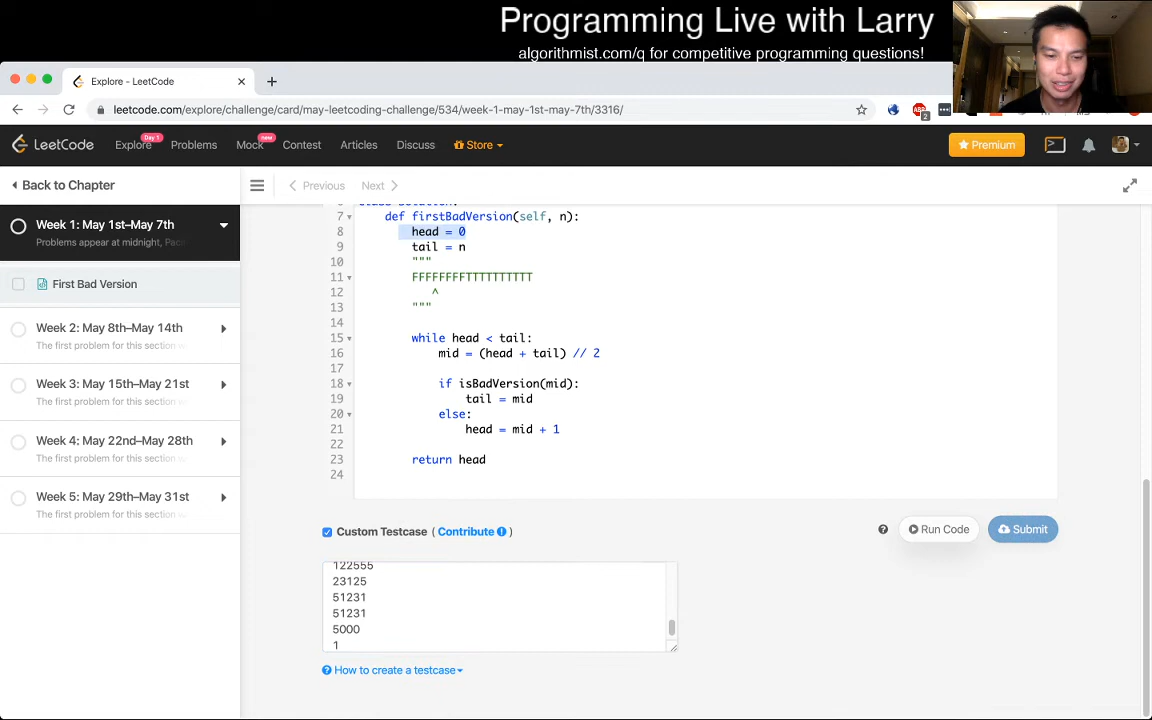 Programming Live with Larry
algorithmist.com/q for competitive programming questions!
Explore - LeetCode
leetcode.com/explore/challenge/card/may-leetcoding-challenge/534/week-1-may-1st-may-7th/3316/
ABP
2
LeetCode
Explore
Day 1
Problems
Mock
new
Contest
Articles
Discuss
Store
Premium
Back to Chapter
Previous
Next
Week 1: May 1st–May 7th
Problems appear at midnight, Pac
First Bad Version
Week 2: May 8th–May 14th
The first problem for this section
Week 3: May 15th–May 21st
The first problem for this section
Week 4: May 22nd–May 28th
The first problem for this section
Week 5: May 29th–May 31st
The first problem for this section
7 def firstBadVersion(self, n):
8 head = 0
9 tail = n
10 """
11 FFFFFFFFTTTTTTTTTT
12 ^
13 """
14
15 while head < tail:
16 mid = (head + tail) // 2
17
18 if isBadVersion(mid):
19 tail = mid
20 else:
21 head = mid + 1
22
23 return head
24
Custom Testcase ( Contribute )
Run Code
Submit
122555
23125
51231
51231
5000
1
How to create a testcase